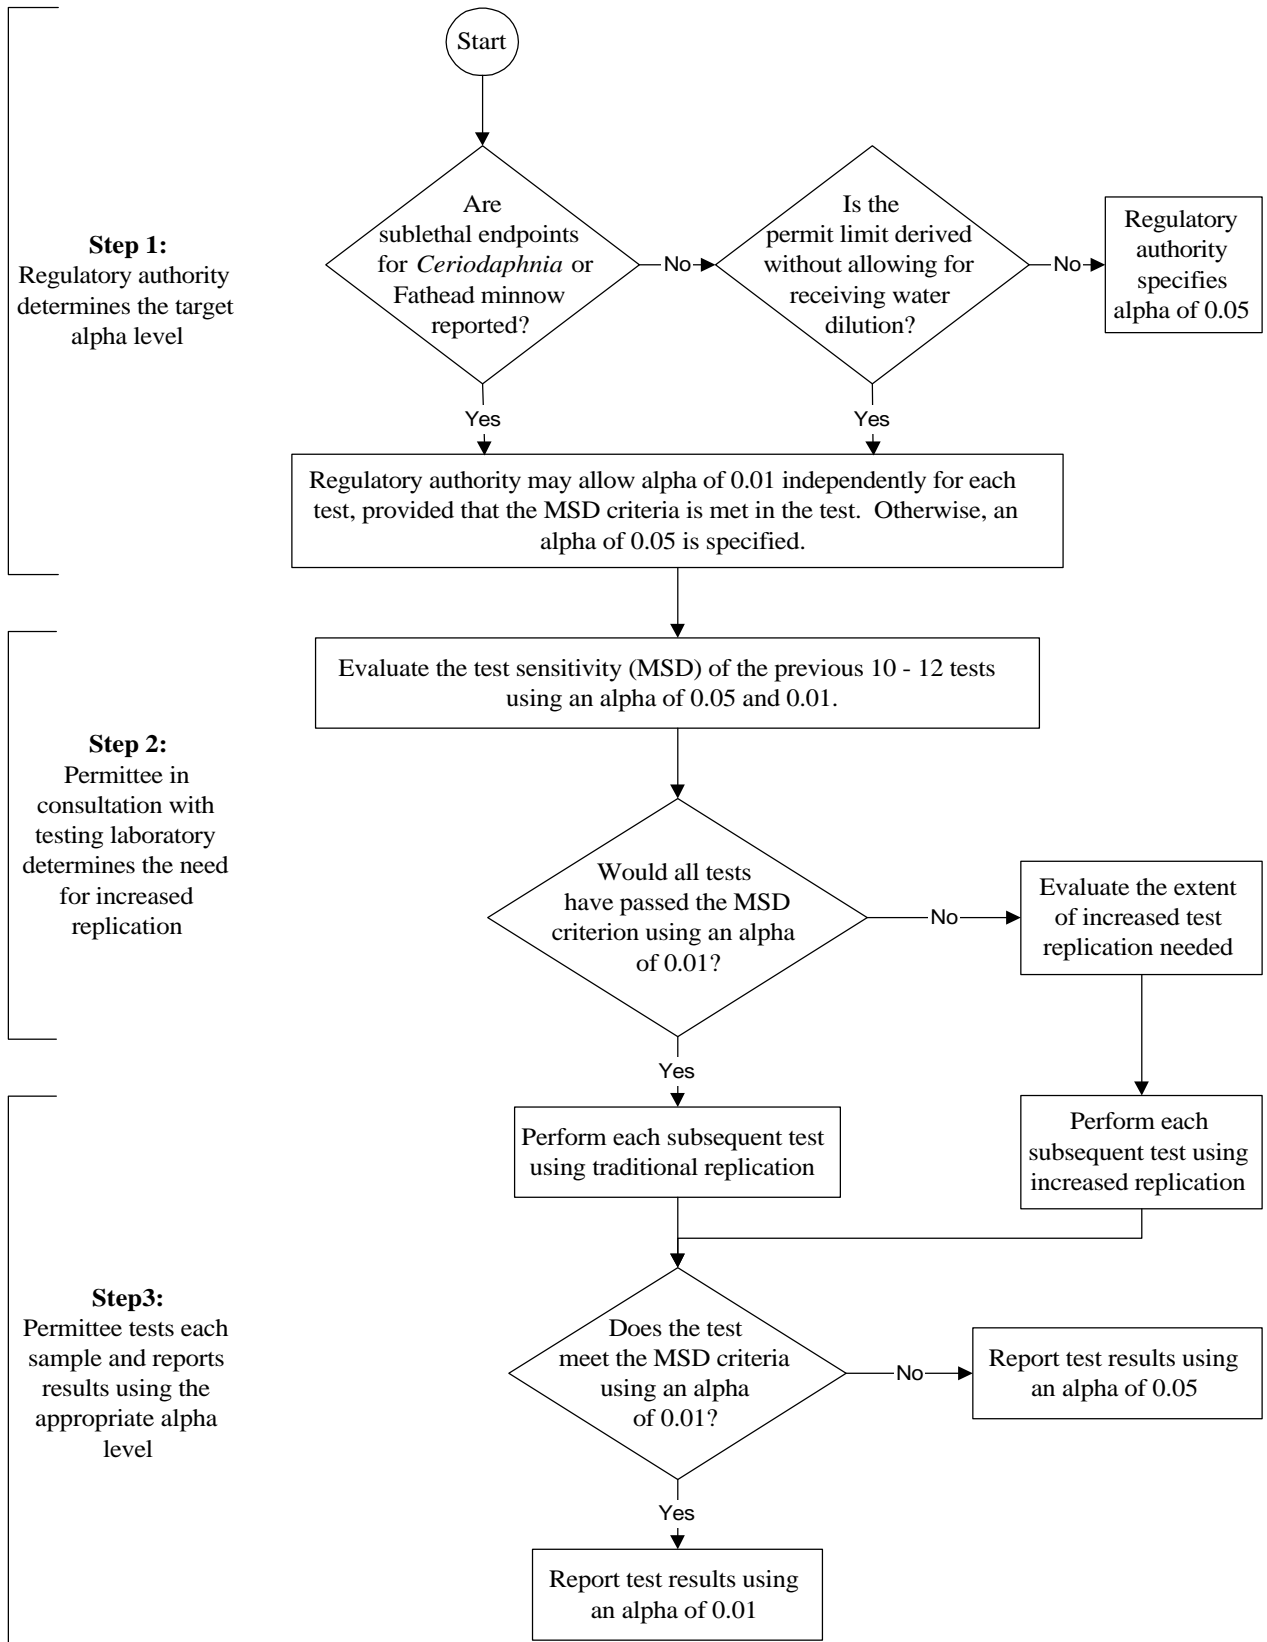 Start
Step 1:
Regulatory authority
determines the target
alpha level
Are
sublethal endpoints
for Ceriodaphnia or
Fathead minnow
reported?
No
Is the
permit limit derived
without allowing for
receiving water
dilution?
No
Regulatory
authority
specifies
alpha of 0.05
Yes
Yes
Regulatory authority may allow alpha of 0.01 independently for each
test, provided that the MSD criteria is met in the test. Otherwise, an
alpha of 0.05 is specified.
Step 2:
Permittee in
consultation with
testing laboratory
determines the need
for increased
replication
Evaluate the test sensitivity (MSD) of the previous 10 - 12 tests
using an alpha of 0.05 and 0.01.
Would all tests
have passed the MSD
criterion using an alpha
of 0.01?
No
Evaluate the extent
of increased test
replication needed
Yes
Perform each subsequent test
using traditional replication
Perform each
subsequent test using
increased replication
Step3:
Permittee tests each
sample and reports
results using the
appropriate alpha
level
Does the test
meet the MSD criteria
using an alpha
of 0.01?
No
Report test results using
an alpha of 0.05
Yes
Report test results using
an alpha of 0.01